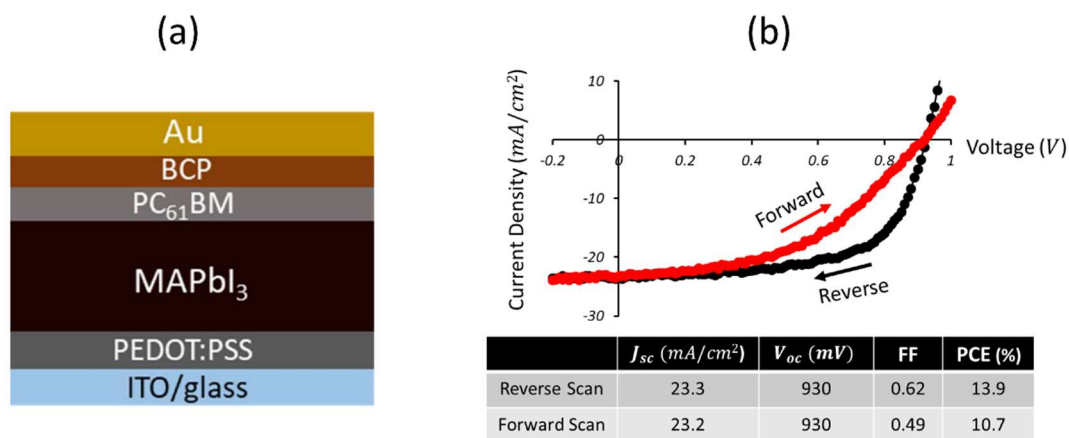 (a)
Au
BCP
PC₆₁BM
MAPbI₃
PEDOT:PSS
ITO/glass
(b)
Current Density (mA/cm²)
10
0
-10
-20
-30
-0.2 0 0.2 0.4 0.6 0.8 1
Voltage (V)
Forward
Reverse
J_sc (mA/cm²) V_oc (mV) FF PCE (%)
Reverse Scan 23.3 930 0.62 13.9
Forward Scan 23.2 930 0.49 10.7